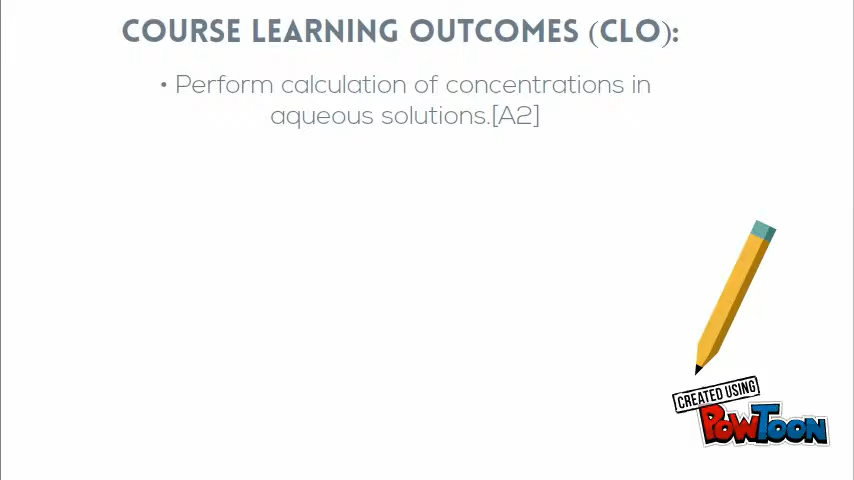 COURSE LEARNING OUTCOMES (CLO):
• Perform calculation of concentrations in
aqueous solutions.[A2]
CREATED USING
POWTOON